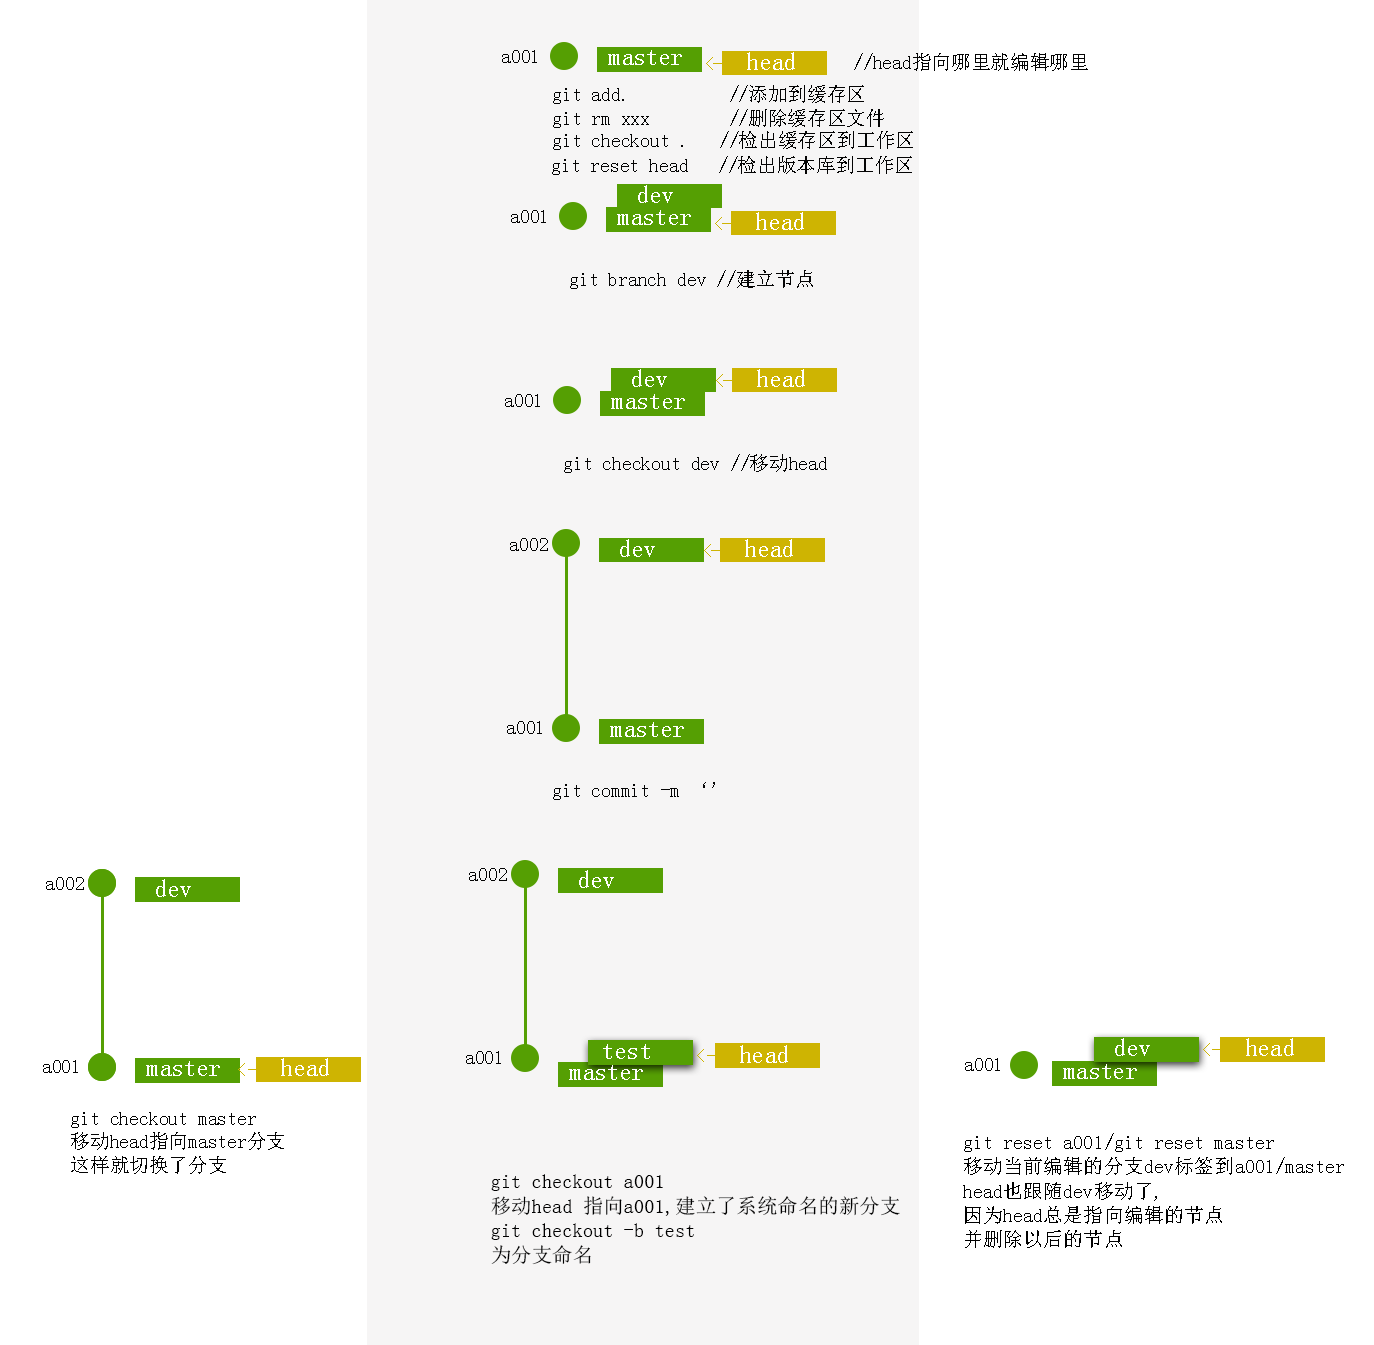 a001 master head //head指向哪里就编辑哪里
git add. //添加到缓存区
git rm xxx //删除缓存区文件
git checkout . //检出缓存区到工作区
git reset head //检出版本库到工作区
dev
a001 master head
git branch dev //建立节点
dev head
a001 master
git checkout dev //移动head
a002 dev head
a001 master
git commit -m ‘’
a002 dev
a001 master head
git checkout master
移动head指向master分支
这样就切换了分支
a002 dev
test head
a001 master
git checkout a001
移动head 指向a001,建立了系统命名的新分支
git checkout -b test
为分支命名
dev head
a001 master
git reset a001/git reset master
移动当前编辑的分支dev标签到a001/master
head也跟随dev移动了,
因为head总是指向编辑的节点
并删除以后的节点